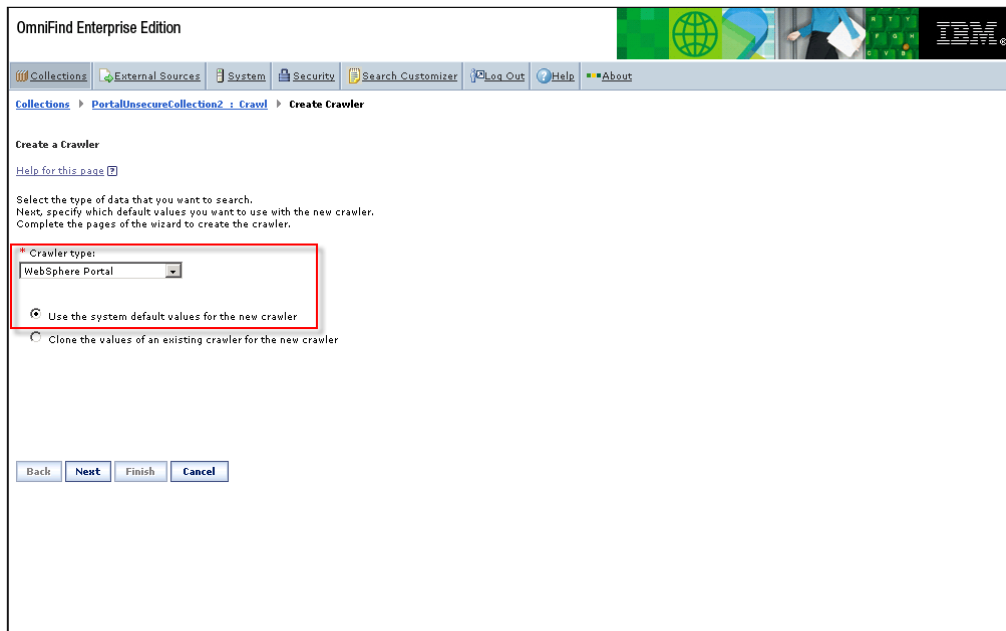 OmniFind Enterprise Edition
IBM®
Collections External Sources System Security Search Customizer Log Out Help About
Collections PortalUnsecureCollection2 : Crawl Create Crawler
Create a Crawler
Help for this page ?
Select the type of data that you want to search.
Next, specify which default values you want to use with the new crawler.
Complete the pages of the wizard to create the crawler.
* Crawler type:
WebSphere Portal
Use the system default values for the new crawler
Clone the values of an existing crawler for the new crawler
Back Next Finish Cancel